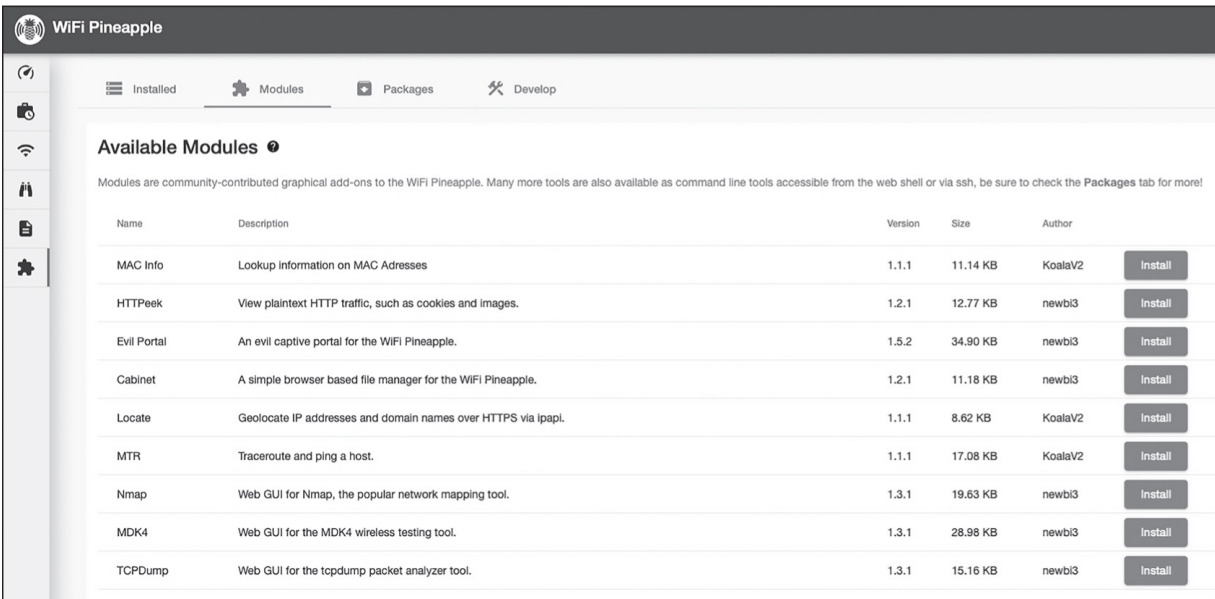 WiFi Pineapple
Installed Modules Packages Develop
Available Modules ?
Modules are community-contributed graphical add-ons to the WiFi Pineapple. Many more tools are also available as command line tools accessible from the web shell or via ssh, be sure to check the Packages tab for more!
Name Description Version Size Author
MAC Info Lookup information on MAC Adresses 1.1.1 11.14 KB KoalaV2 Install
HTTPeek View plaintext HTTP traffic, such as cookies and images. 1.2.1 12.77 KB newbi3 Install
Evil Portal An evil captive portal for the WiFi Pineapple. 1.5.2 34.90 KB newbi3 Install
Cabinet A simple browser based file manager for the WiFi Pineapple. 1.2.1 11.18 KB newbi3 Install
Locate Geolocate IP addresses and domain names over HTTPS via ipapi. 1.1.1 8.62 KB KoalaV2 Install
MTR Traceroute and ping a host. 1.1.1 17.08 KB KoalaV2 Install
Nmap Web GUI for Nmap, the popular network mapping tool. 1.3.1 19.63 KB newbi3 Install
MDK4 Web GUI for the MDK4 wireless testing tool. 1.3.1 28.98 KB newbi3 Install
TCPDump Web GUI for the tcpdump packet analyzer tool. 1.3.1 15.16 KB newbi3 Install